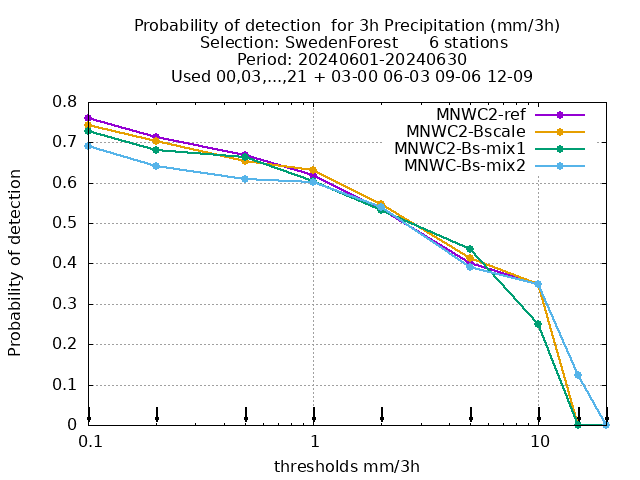 Probability of detection  for 3h Precipitation (mm/3h)
Selection: SwedenForest      6 stations
Period: 20240601-20240630
Used 00,03,...,21 + 03-00 06-03 09-06 12-09
MNWC2-ref
MNWC2-Bscale
MNWC2-Bs-mix1
MNWC-Bs-mix2
Probability of detection
0.8
0.7
0.6
0.5
0.4
0.3
0.2
0.1
0
0.1 1 10
thresholds mm/3h